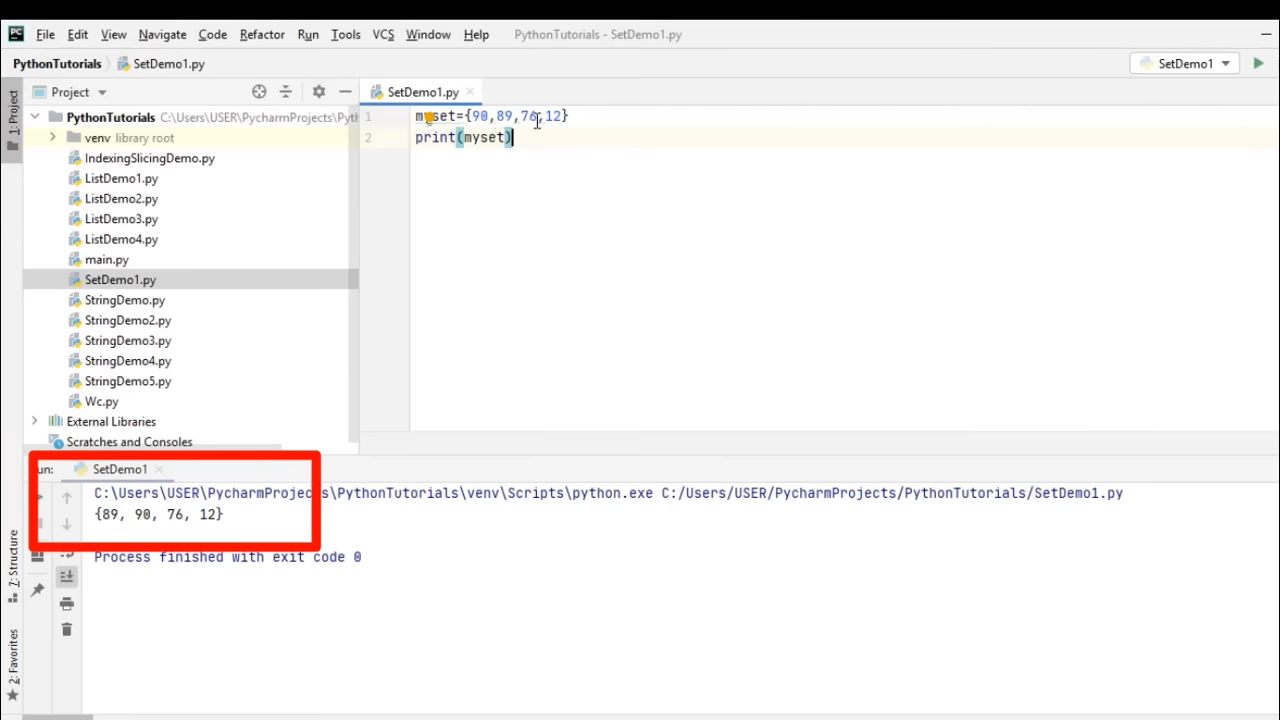 PC File Edit View Navigate Code Refactor Run Tools VCS Window Help PythonTutorials - SetDemo1.py
PythonTutorials SetDemo1.py SetDemo1
1: Project
Project
SetDemo1.py
PythonTutorials C:\Users\USER\PycharmProjects\Pyth
venv library root
IndexingSlicingDemo.py
ListDemo1.py
ListDemo2.py
ListDemo3.py
ListDemo4.py
main.py
SetDemo1.py
StringDemo.py
StringDemo2.py
StringDemo3.py
StringDemo4.py
StringDemo5.py
Wc.py
External Libraries
Scratches and Consoles
1 myset={90,89,76,12}
2 print(myset)
un: SetDemo1
C:\Users\USER\PycharmProjects\PythonTutorials\venv\Scripts\python.exe C:/Users/USER/PycharmProjects/PythonTutorials/SetDemo1.py
{89, 90, 76, 12}
Process finished with exit code 0
7: Structure
2: Favorites